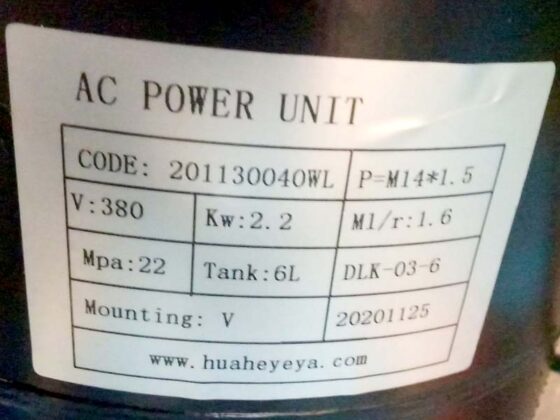 AC POWER UNIT
CODE: 201130040WL P=M14*1.5
V:380 Kw:2.2 Ml/r:1.6
Mpa:22 Tank:6L DLK-03-6
Mounting: V 20201125
www.huaheyeya.com